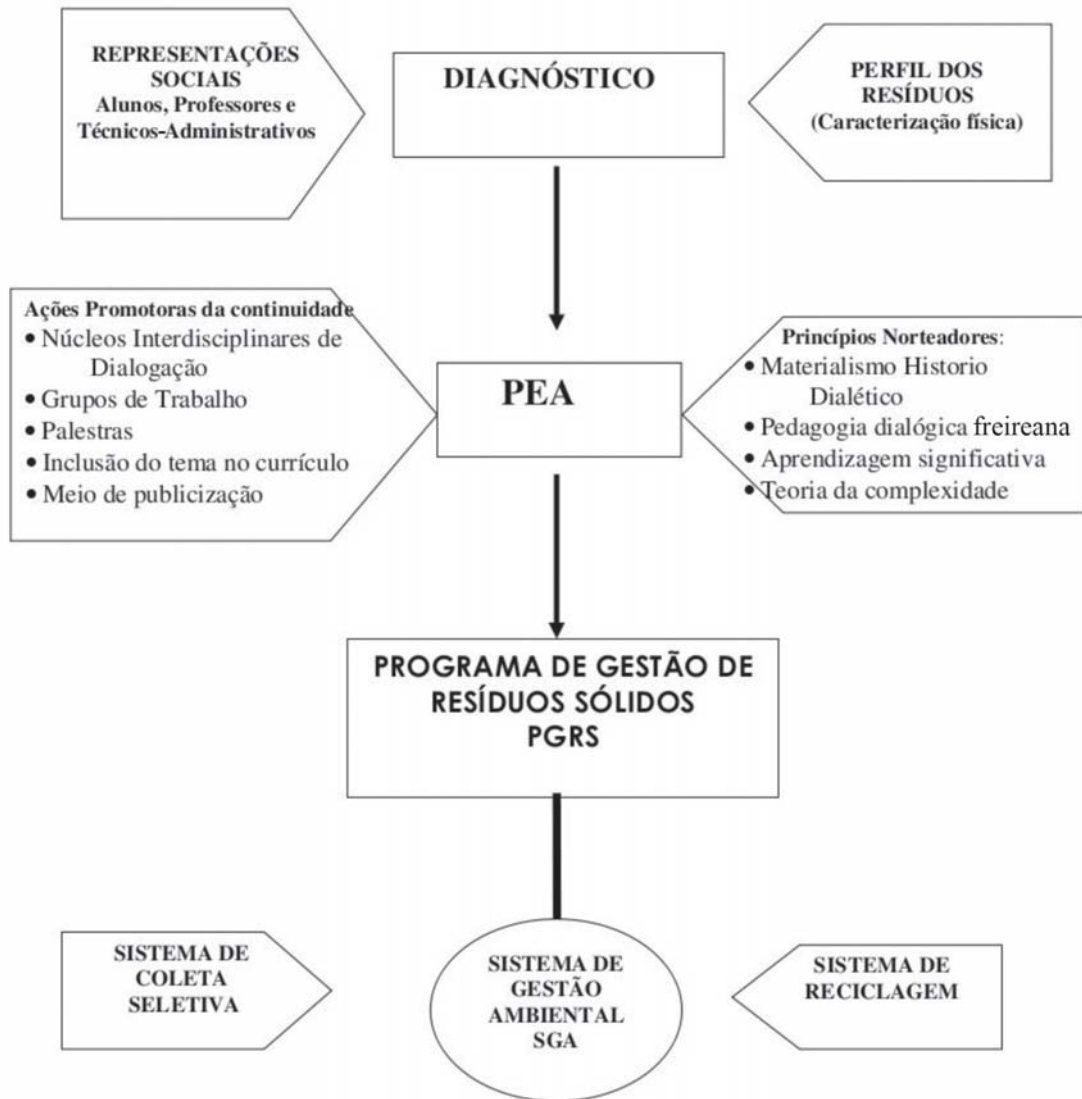 REPRESENTAÇÕES
SOCIAIS
Alunos, Professores e
Técnicos-Administrativos
DIAGNÓSTICO
PERFIL DOS
RESÍDUOS
(Caracterização física)
Ações Promotoras da continuidade
• Núcleos Interdisciplinares de
Dialogação
• Grupos de Trabalho
• Palestras
• Inclusão do tema no currículo
• Meio de publicização
PEA
Princípios Norteadores:
• Materialismo Historio
Dialético
• Pedagogia dialógica freireana
• Aprendizagem significativa
• Teoria da complexidade
PROGRAMA DE GESTÃO DE
RESÍDUOS SÓLIDOS
PGRS
SISTEMA DE
COLETA
SELETIVA
SISTEMA DE
GESTÃO
AMBIENTAL
SGA
SISTEMA DE
RECICLAGEM